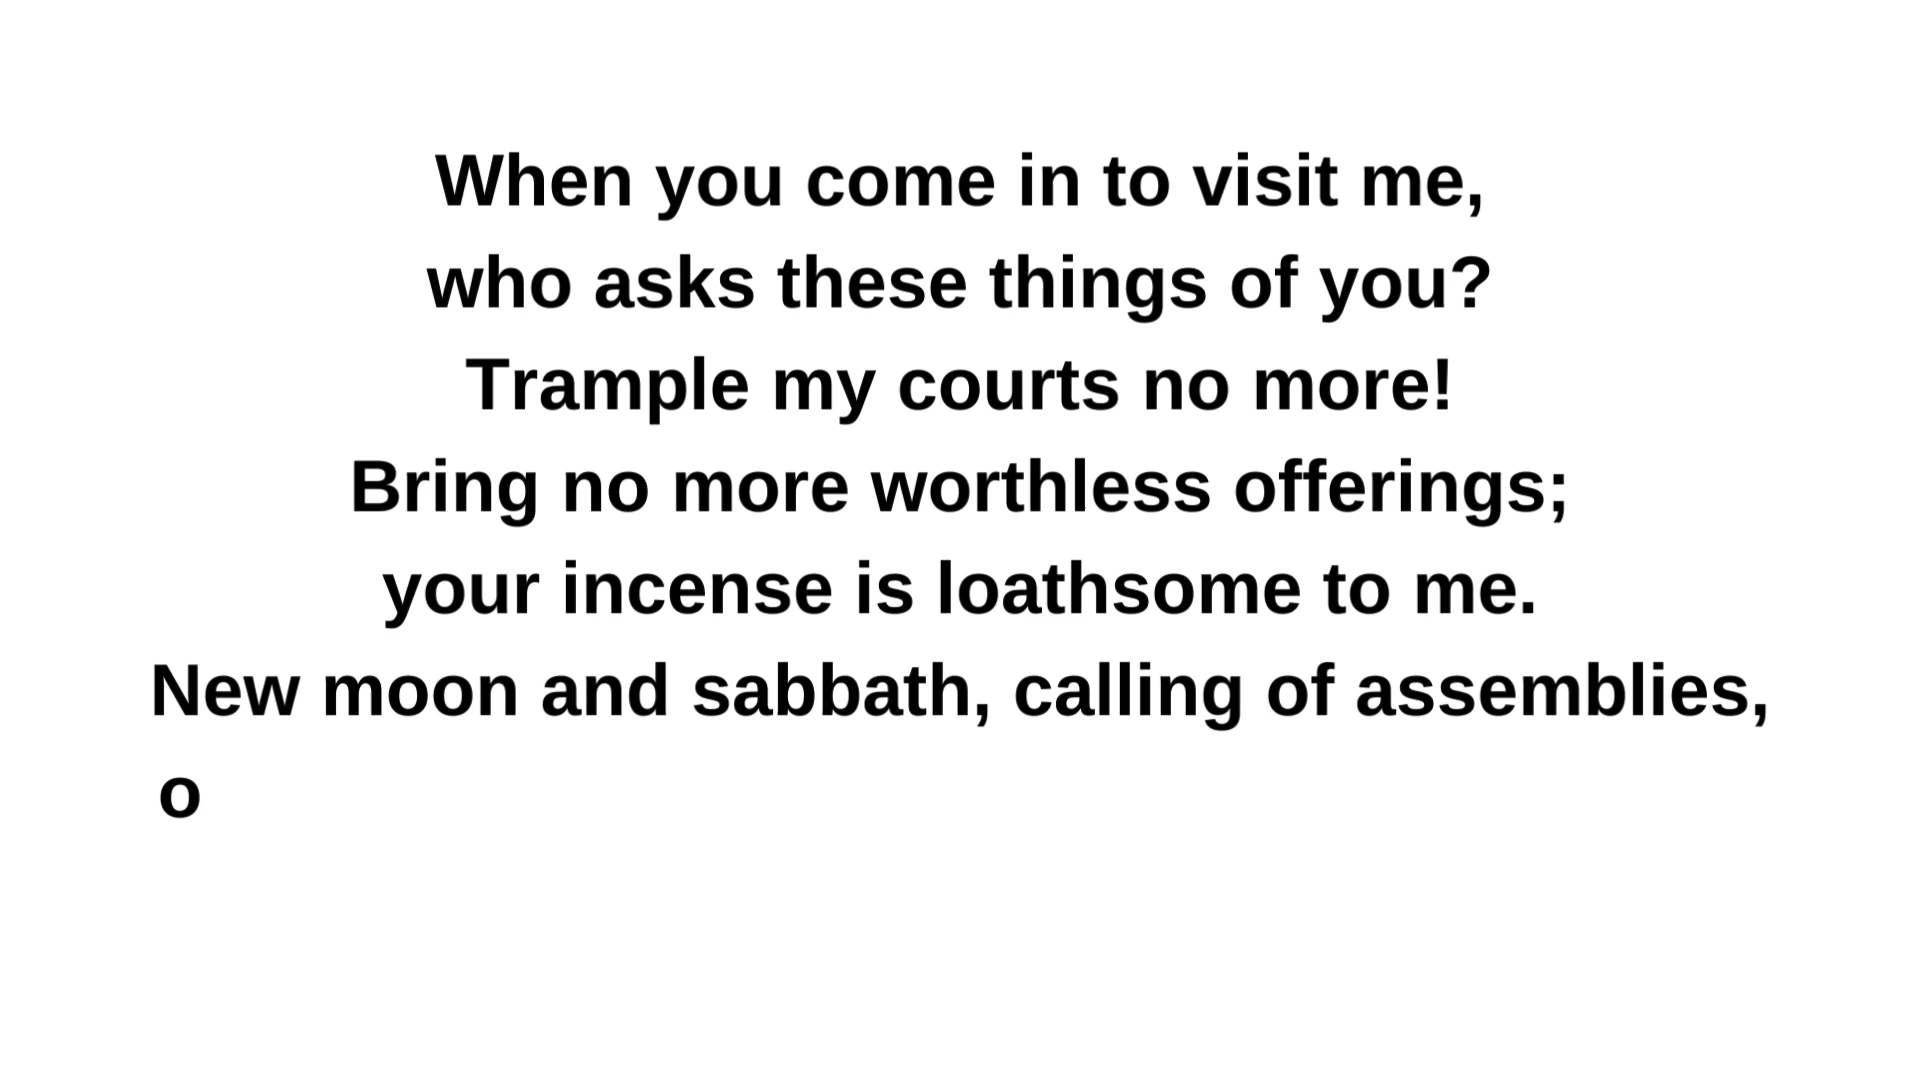 When you come in to visit me,
who asks these things of you?
Trample my courts no more!
Bring no more worthless offerings;
your incense is loathsome to me.
New moon and sabbath, calling of assemblies,
o